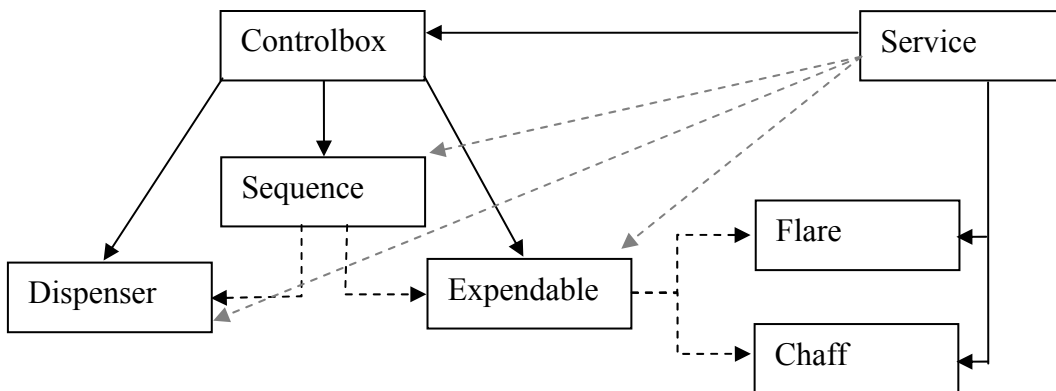 Controlbox
Service
Sequence
Flare
Dispenser
Expendable
Chaff